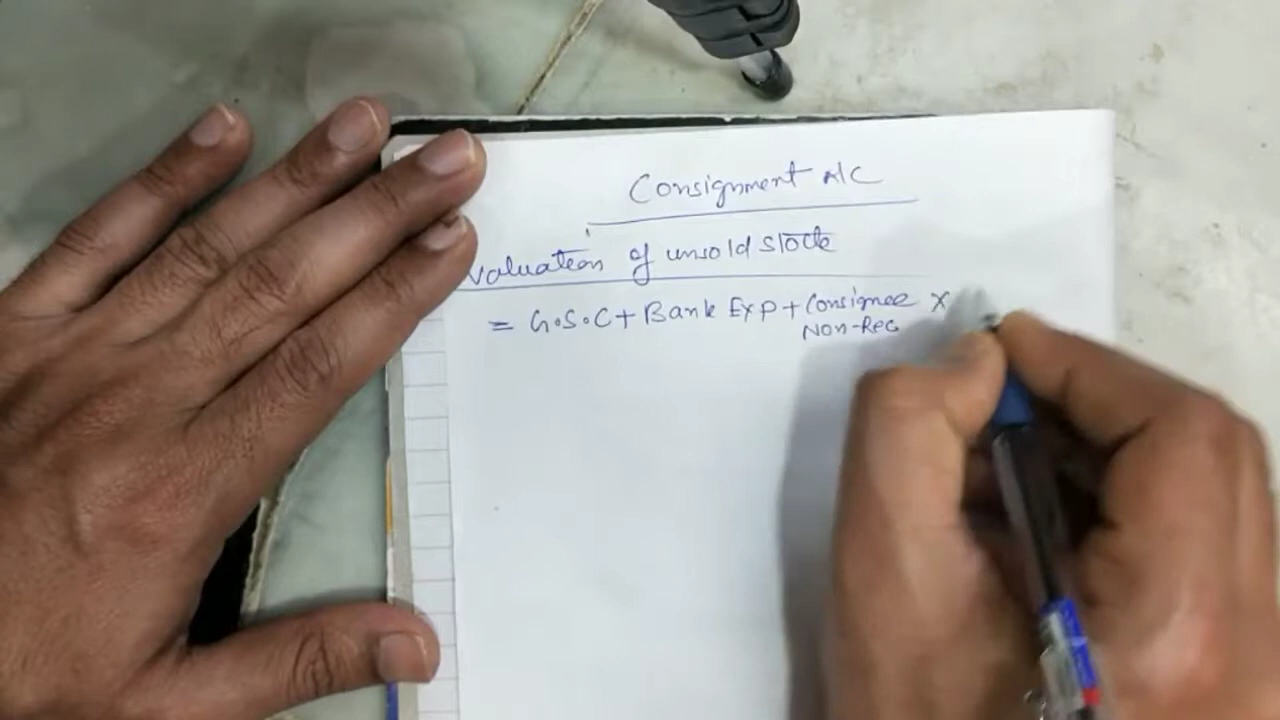 Consignment A/C
Valuation of unsold stock
= G.S.C + Bank Exp + Consignee ×
Non-Rec